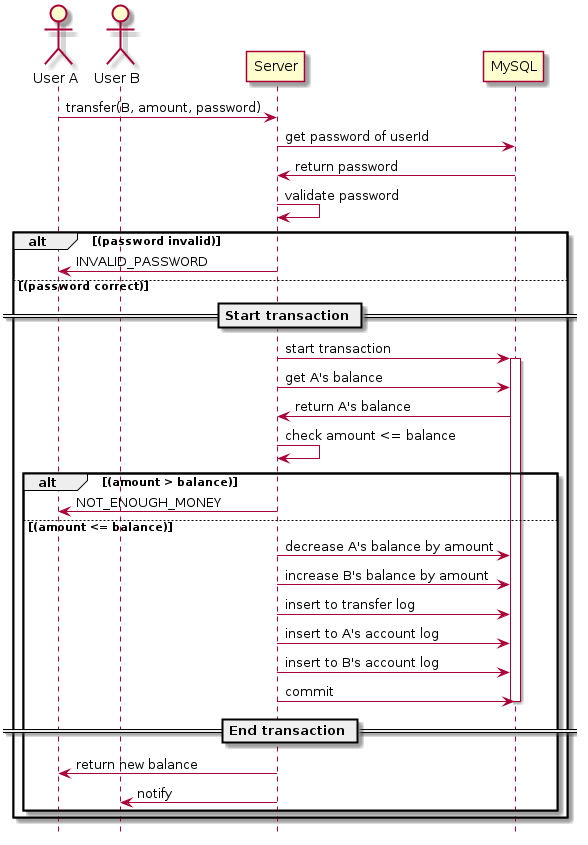 User A
User B
Server
MySQL
transfer(B, amount, password)
get password of userId
return password
validate password
alt [(password invalid)]
INVALID_PASSWORD
[(password correct)]
Start transaction
start transaction
get A's balance
return A's balance
check amount <= balance
alt [(amount > balance)]
NOT_ENOUGH_MONEY
[(amount <= balance)]
decrease A's balance by amount
increase B's balance by amount
insert to transfer log
insert to A's account log
insert to B's account log
commit
End transaction
return new balance
notify